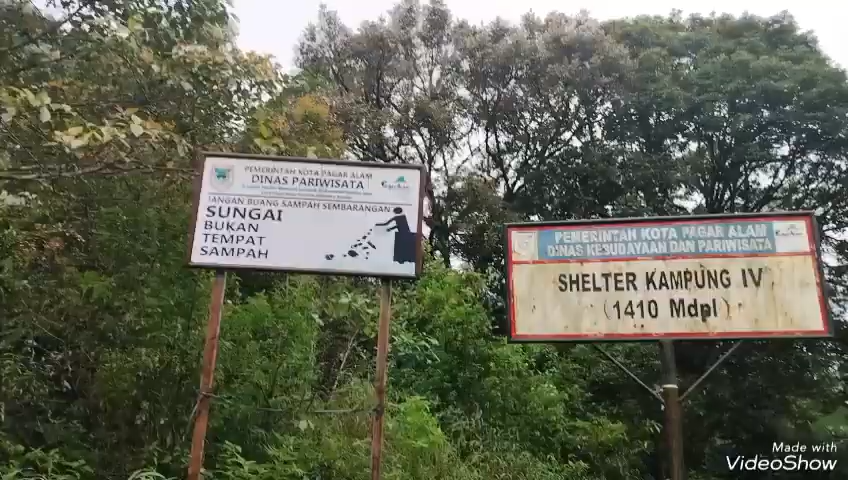 PEMERINTAH KOTA PAGAR ALAM
DINAS PARIWISATA
JANGAN BUANG SAMPAH SEMBARANGAN
SUNGAI
BUKAN
TEMPAT
SAMPAH
PEMERINTAH KOTA PAGAR ALAM
DINAS KEBUDAYAAN DAN PARIWISATA
SHELTER KAMPUNG IV
(1410 Mdpl)
Made with
VideoShow